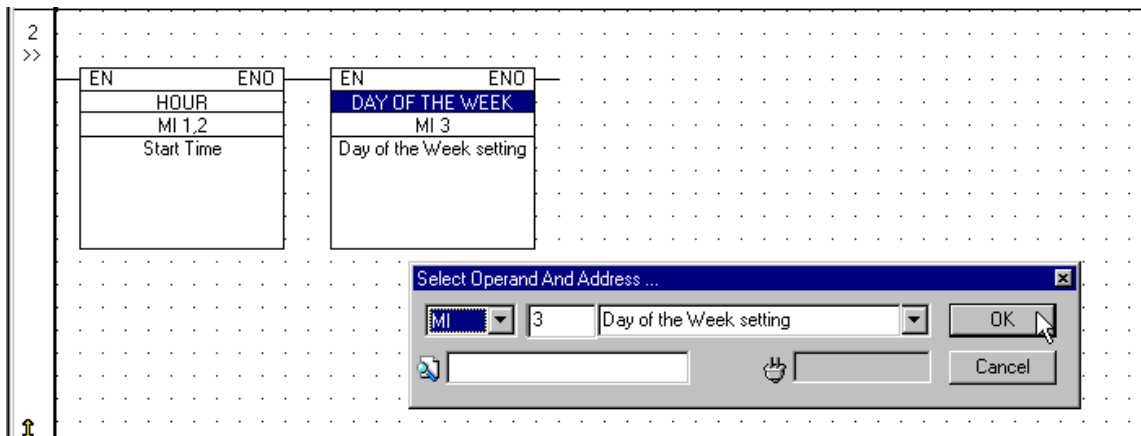 2
>>
EN ENO EN ENO
HOUR DAY OF THE WEEK
MI 1,2 MI 3
Start Time Day of the Week setting
Select Operand And Address ...
MI 3 Day of the Week setting OK
Cancel